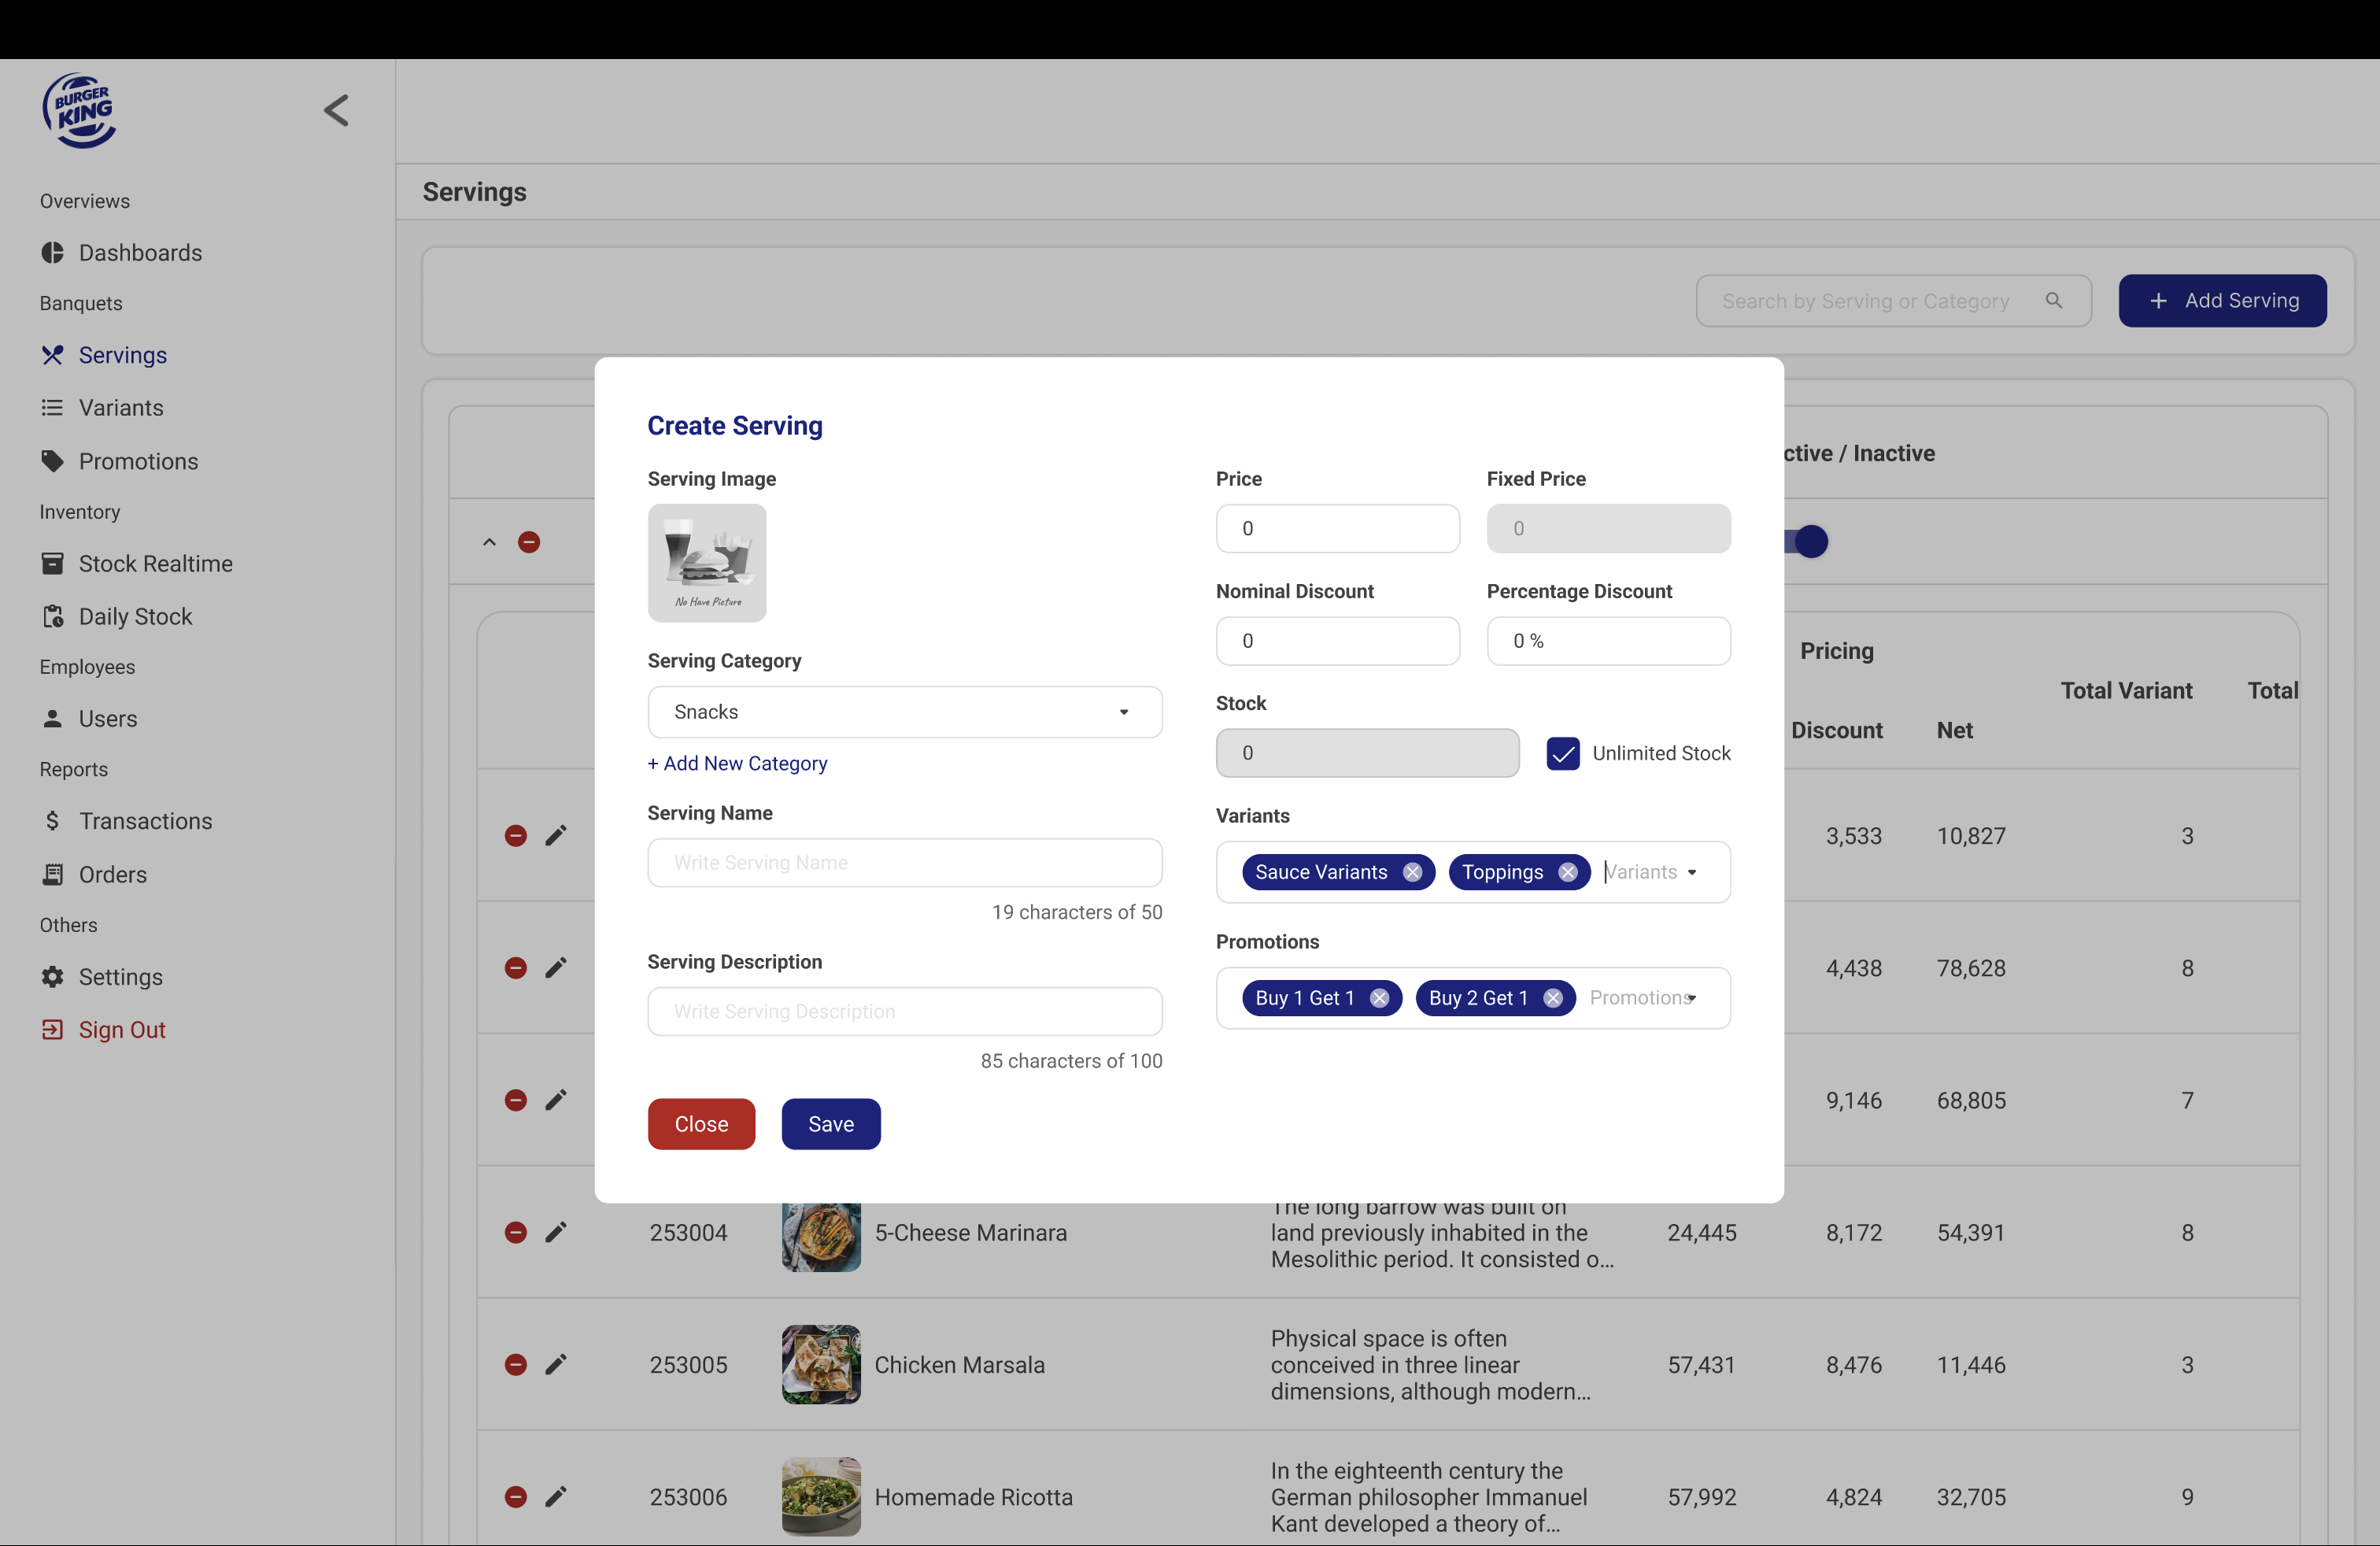 BURGER
KING
Overviews
Dashboards
Banquets
Servings
Variants
Promotions
Inventory
Stock Realtime
Daily Stock
Employees
Users
Reports
Transactions
Orders
Others
Settings
Sign Out
Servings
Search by Serving or Category
+ Add Serving
ctive / Inactive
Pricing
Total Variant
Total
Discount
Net
3,533 10,827 3
4,438 78,628 8
9,146 68,805 7
Create Serving
Serving Image
No Have Picture
Serving Category
Snacks
+ Add New Category
Serving Name
Write Serving Name
19 characters of 50
Serving Description
Write Serving Description
85 characters of 100
Close
Save
Price
0
Fixed Price
0
Nominal Discount
0
Percentage Discount
0 %
Stock
0
Unlimited Stock
Variants
Sauce Variants
Toppings
Variants
Promotions
Buy 1 Get 1
Buy 2 Get 1
Promotions
253004
5-Cheese Marinara
The long barrow was built on
land previously inhabited in the
Mesolithic period. It consisted o...
24,445 8,172 54,391 8
253005
Chicken Marsala
Physical space is often
conceived in three linear
dimensions, although modern...
57,431 8,476 11,446 3
253006
Homemade Ricotta
In the eighteenth century the
German philosopher Immanuel
Kant developed a theory of...
57,992 4,824 32,705 9